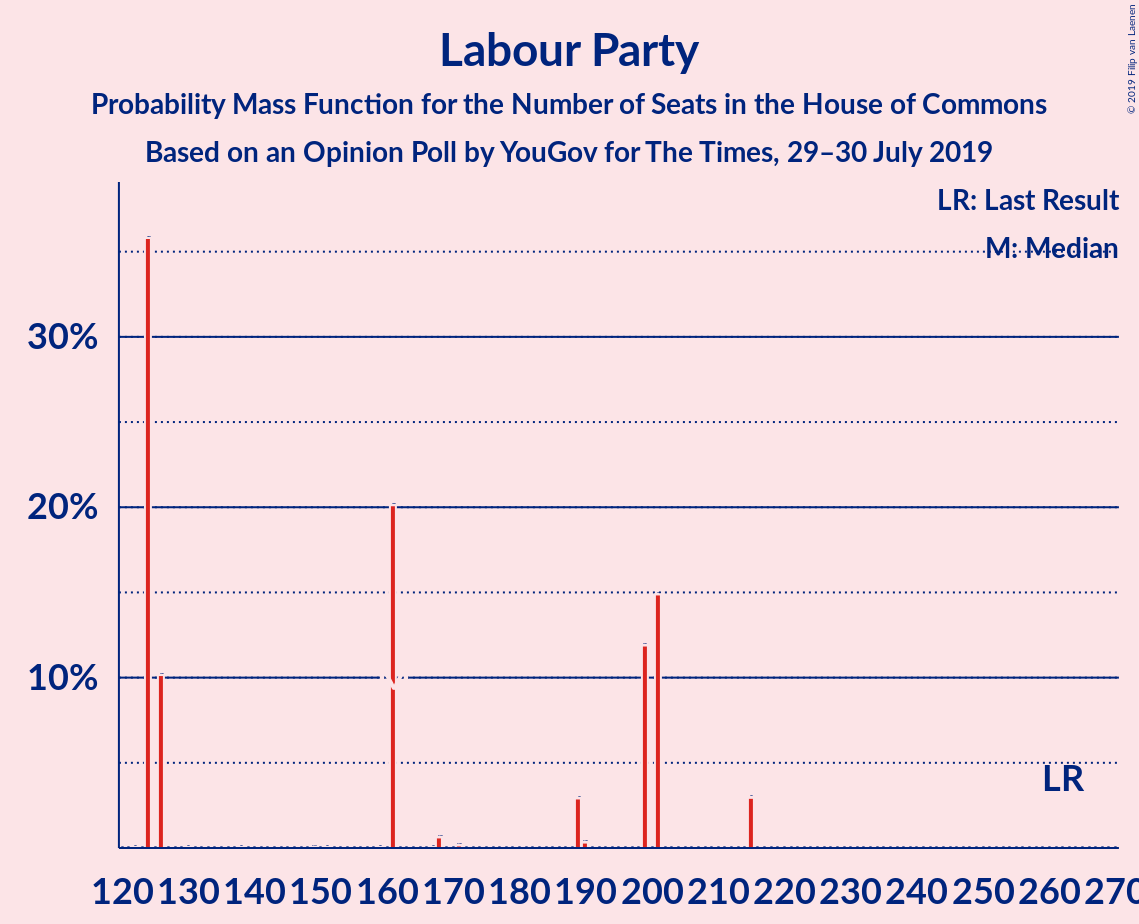 Labour Party
Probability Mass Function for the Number of Seats in the House of Commons
Based on an Opinion Poll by YouGov for The Times, 29–30 July 2019
© 2019 Filip van Laenen
LR: Last Result
M: Median
30%
20%
10%
LR
120 130 140 150 160 170 180 190 200 210 220 230 240 250 260 270